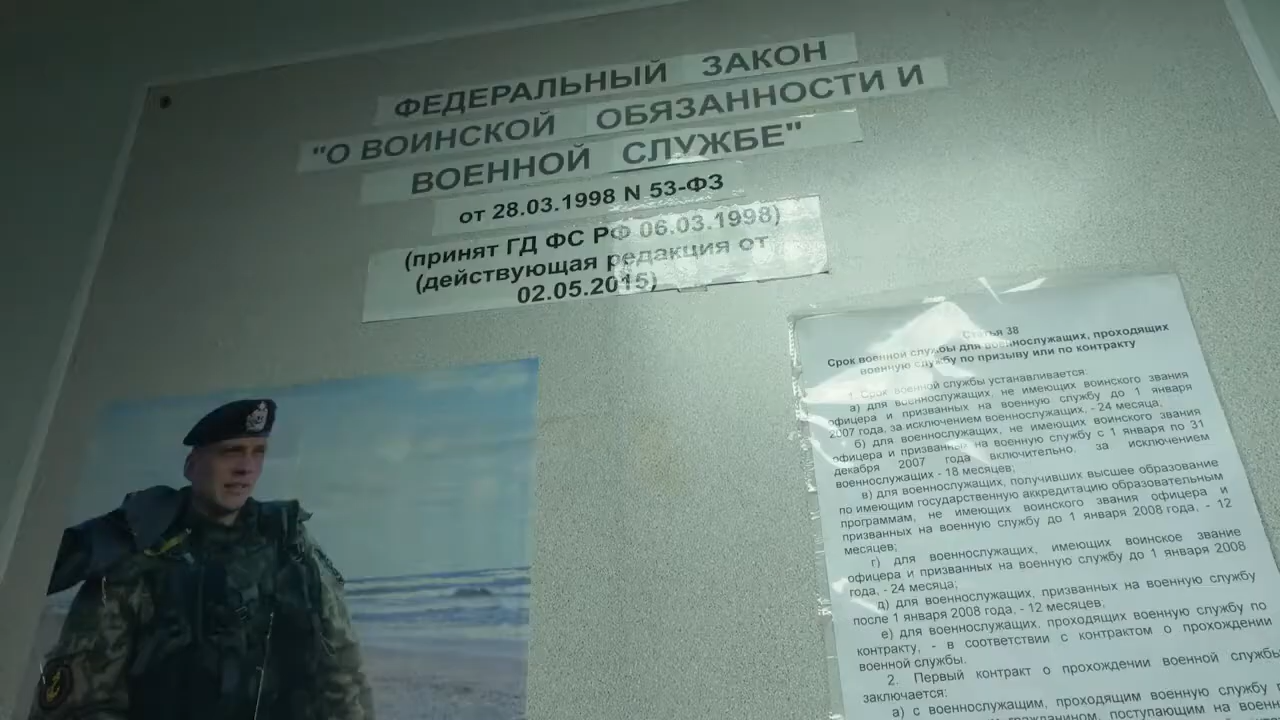 ФЕДЕРАЛЬНЫЙ ЗАКОН
"О ВОИНСКОЙ ОБЯЗАННОСТИ И
ВОЕННОЙ СЛУЖБЕ"
от 28.03.1998 N 53-ФЗ
(принят ГД ФС РФ 06.03.1998)
(действующая редакция от
02.05.2015)
Статья 38
Срок военной службы для военнослужащих, проходящих
военную службу по призыву или по контракту
1. Срок военной службы устанавливается:
а) для военнослужащих, не имеющих воинского звания
офицера и призванных на военную службу до 1 января
2007 года, за исключением военнослужащих, - 24 месяца;
б) для военнослужащих, не имеющих воинского звания
офицера и призванных на военную службу с 1 января по 31
декабря 2007 года включительно, за исключением
военнослужащих - 18 месяцев;
в) для военнослужащих, получивших высшее образование
по имеющим государственную аккредитацию образовательным
программам, не имеющих воинского звания офицера и
призванных на военную службу до 1 января 2008 года, - 12
месяцев;
г) для военнослужащих, имеющих воинское звание
офицера и призванных на военную службу до 1 января 2008
года, - 24 месяца;
д) для военнослужащих, призванных на военную службу
после 1 января 2008 года, - 12 месяцев;
е) для военнослужащих, проходящих военную службу по
контракту, - в соответствии с контрактом о прохождении
военной службы.
2. Первый контракт о прохождении военной службы
заключается:
а) с военнослужащим, проходящим военную службу
гражданином, поступающим на